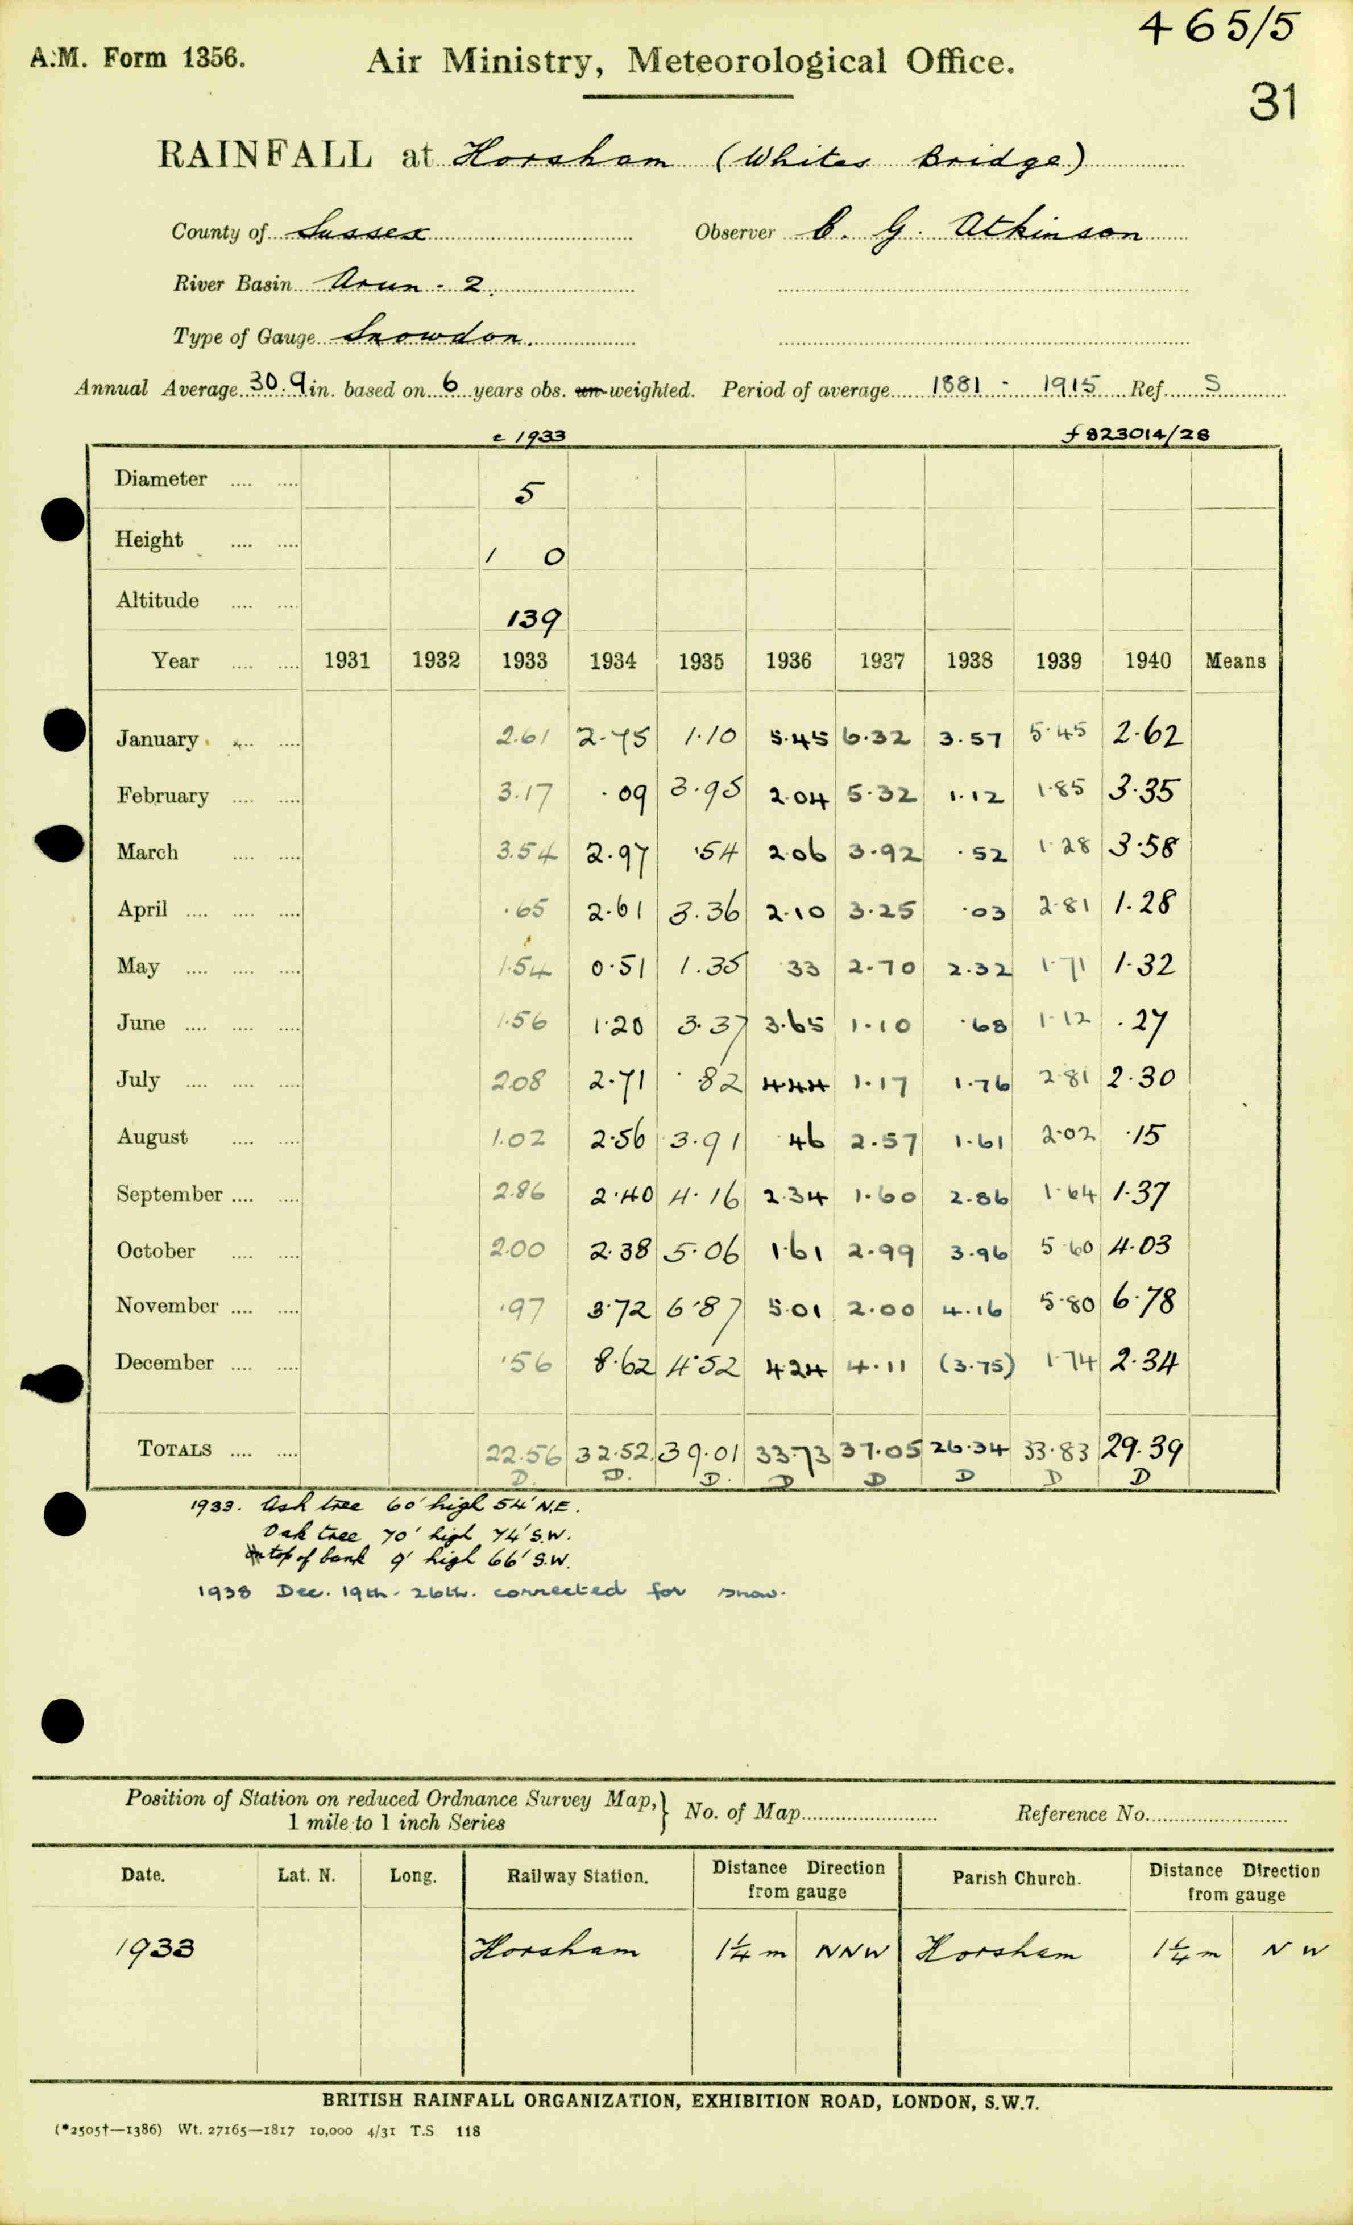 465/5
A.M. Form 1356. Air Ministry, Meteorological Office.
31
RAINFALL at Horsham (Whites Bridge)
County of Sussex Observer C. G. Atkinson
River Basin Arun - 2.
Type of Gauge Snowdon.
Annual Average 30.9 in. based on 6 years obs. un-weighted. Period of average 1881 - 1915 Ref. S
c 1933 f 823014/28
Diameter .... .... 5
Height .... .... 1 0
Altitude .... .... 139
Year .... .... 1931 1932 1933 1934 1935 1936 1937 1938 1939 1940 Means
January .... .... 2.61 2.75 1.10 5.45 6.32 3.57 5.45 2.62
February .... .... 3.17 .09 3.95 2.04 5.32 1.12 1.85 3.35
March .... .... 3.54 2.97 .54 2.06 3.92 .52 1.28 3.58
April .... .... .... .65 2.61 3.36 2.10 3.25 .03 2.81 1.28
May .... .... .... 1.54 0.51 1.35 33 2.70 2.32 1.71 1.32
June .... .... .... 1.56 1.20 3.37 3.65 1.10 .68 1.12 .27
July .... .... .... 2.08 2.71 .82 4.44 1.17 1.76 2.81 2.30
August .... .... 1.02 2.56 3.91 .46 2.57 1.61 2.02 .15
September .... .... 2.86 2.40 4.16 2.34 1.60 2.86 1.64 1.37
October .... .... 2.00 2.38 5.06 1.61 2.99 3.96 5.60 4.03
November .... .... .97 3.72 6.87 5.01 2.00 4.16 5.80 6.78
December .... .... .56 8.62 4.52 4.24 4.11 (3.75) 1.74 2.34
TOTALS .... .... 22.56 32.52 39.01 33.73 37.05 26.34 33.83 29.39
D. D. D. D D D D D
1933. Ash tree 60' high 54' N.E.
Oak tree 70' high 74' S.W.
On top of bank 9' high 66' S.W.
1938 Dec. 19th - 26th. corrected for snow.
Position of Station on reduced Ordnance Survey Map, } No. of Map Reference No.
1 mile to 1 inch Series
Date. Lat. N. Long. Railway Station. Distance Direction from gauge Parish Church. Distance Direction from gauge
1933 Horsham 1¼ m NNW Horsham 1¼ m NW
BRITISH RAINFALL ORGANIZATION, EXHIBITION ROAD, LONDON, S.W.7.
(*2505†—1386) Wt. 27165—1817 10,000 4/31 T.S 118